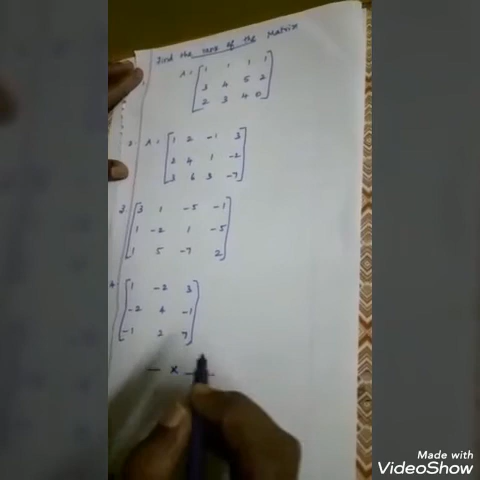 Find the rank of the Matrix
1. A = [ 1 1 1 1
3 4 5 2
2 3 4 0 ]
2. A = [ 1 2 -1 3
2 4 1 -2
3 6 3 -7 ]
3 [ 3 1 -5 -1
1 -2 1 -5
1 5 -7 2 ]
4 [ 1 -2 3
-2 4 -1
-1 2 7 ]
— x —
Made with
VideoShow